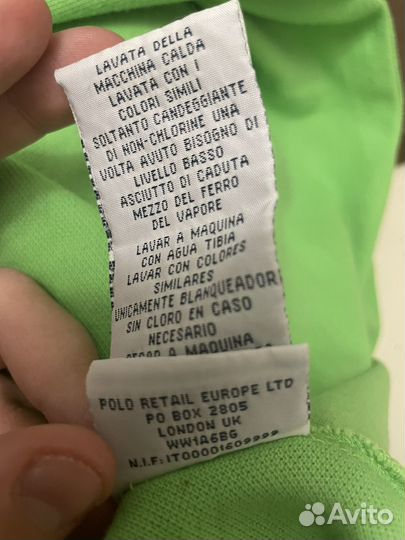 LAVATA DELLA
MACCHINA CALDA
LAVATA CON I
COLORI SIMILI
SOLTANTO CANDEGGIANTE
DI NON-CHLORINE UNA
VOLTA AVUTO BISOGNO DI
LIVELLO BASSO
ASCIUTTO DI CADUTA
MEZZO DEL FERRO
DEL VAPORE
LAVAR A MAQUINA
CON AGUA TIBIA
LAVAR CON COLORES
SIMILARES
UNICAMENTE BLANQUEADOR
SIN CLORO EN CASO
NECESARIO
A MAQUINA
POLO RETAIL EUROPE LTD
PO BOX 2805
LONDON UK
WW1A6BG
N.I.F:IT00001609999
Avito